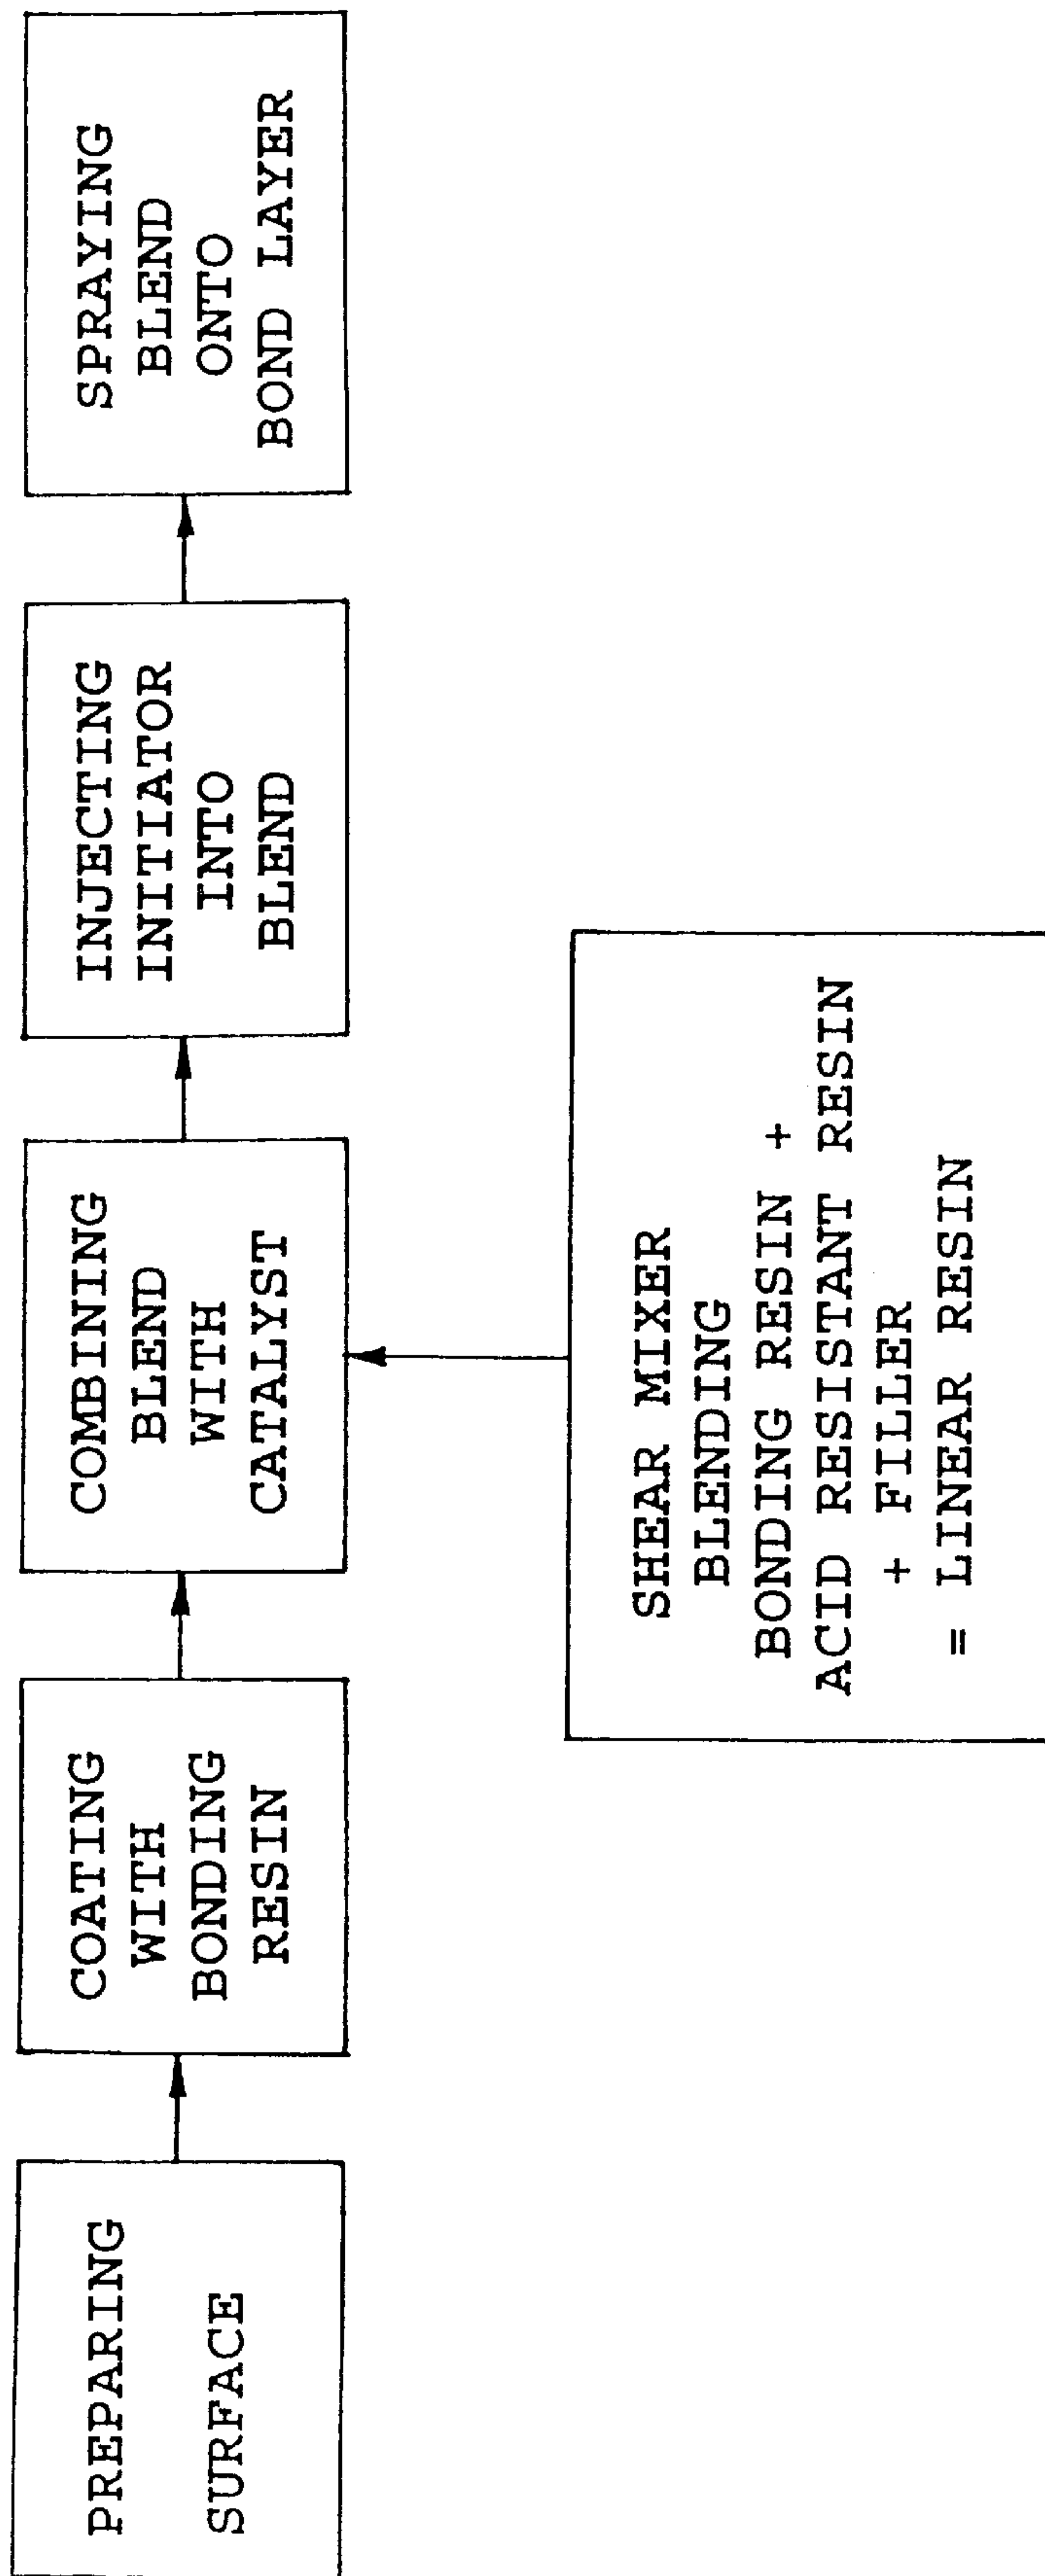 PREPARING
SURFACE
COATING
WITH
BONDING
RESIN
COMBINING
BLEND
WITH
CATALYST
INJECTING
INITIATOR
INTO
BLEND
SPRAYING
BLEND
ONTO
BOND LAYER
SHEAR MIXER
BLENDING
BONDING RESIN +
ACID RESISTANT RESIN
+ FILLER
= LINEAR RESIN